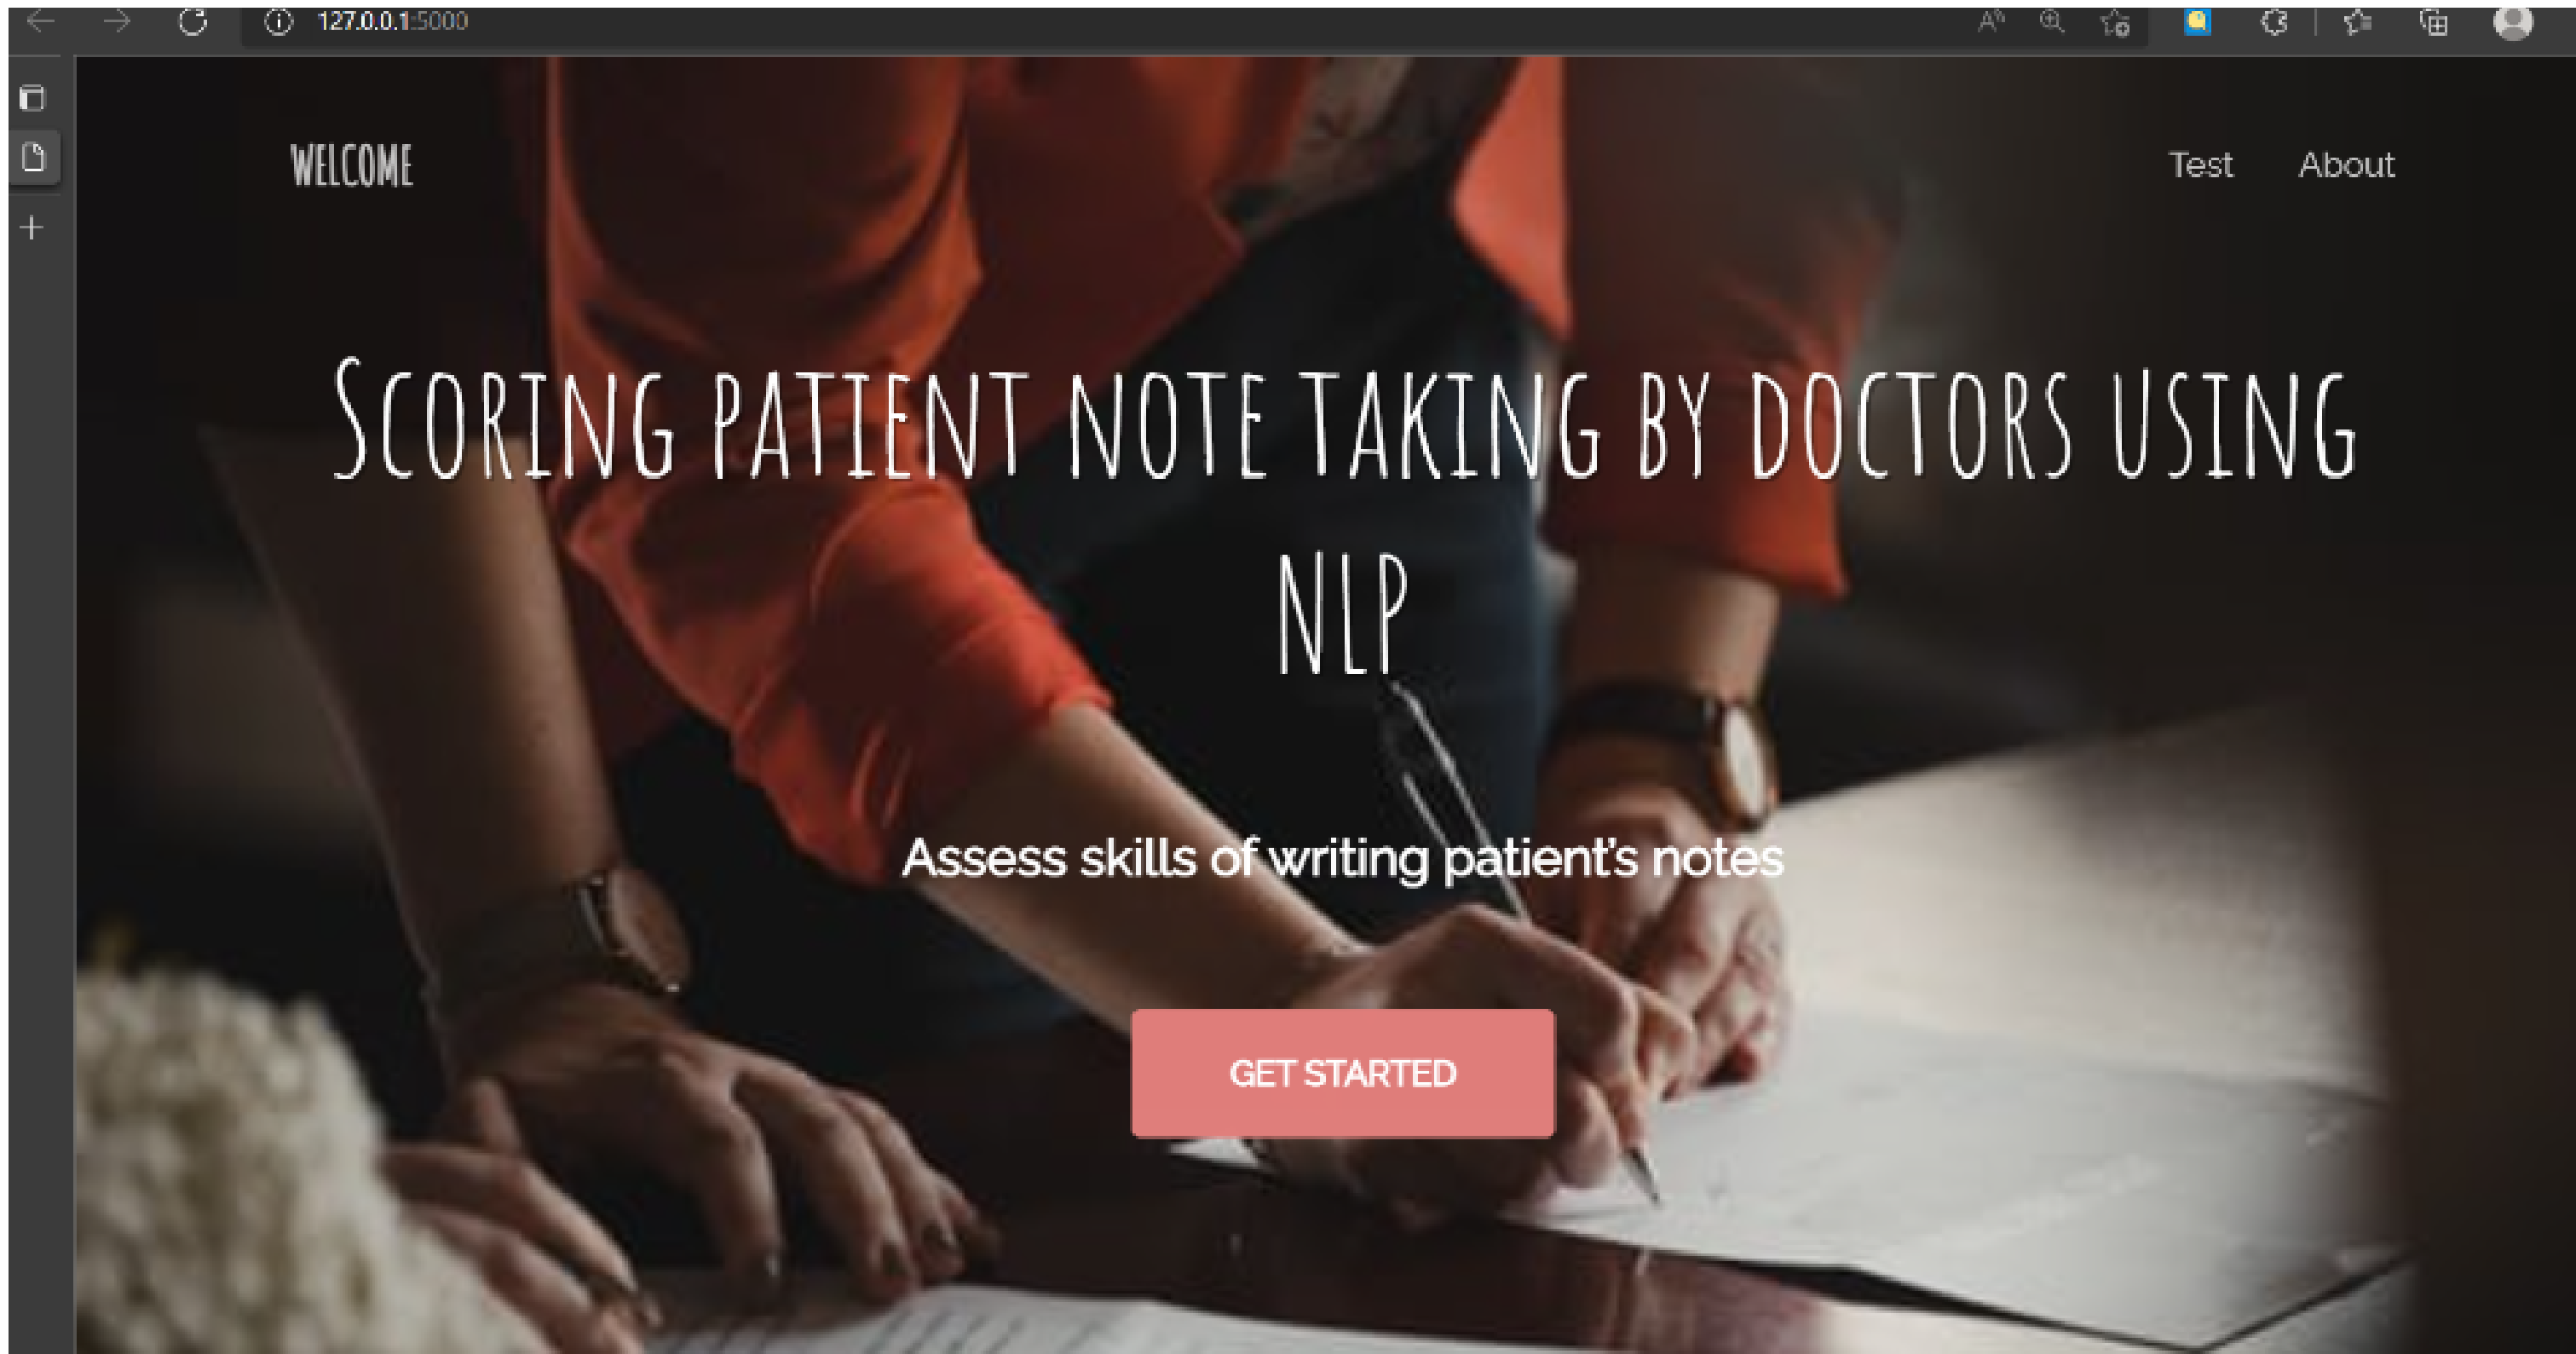 127.0.0.1:5000
WELCOME
Test About
Scoring patient note taking by doctors using
NLP
Assess skills of writing patient's notes
GET STARTED